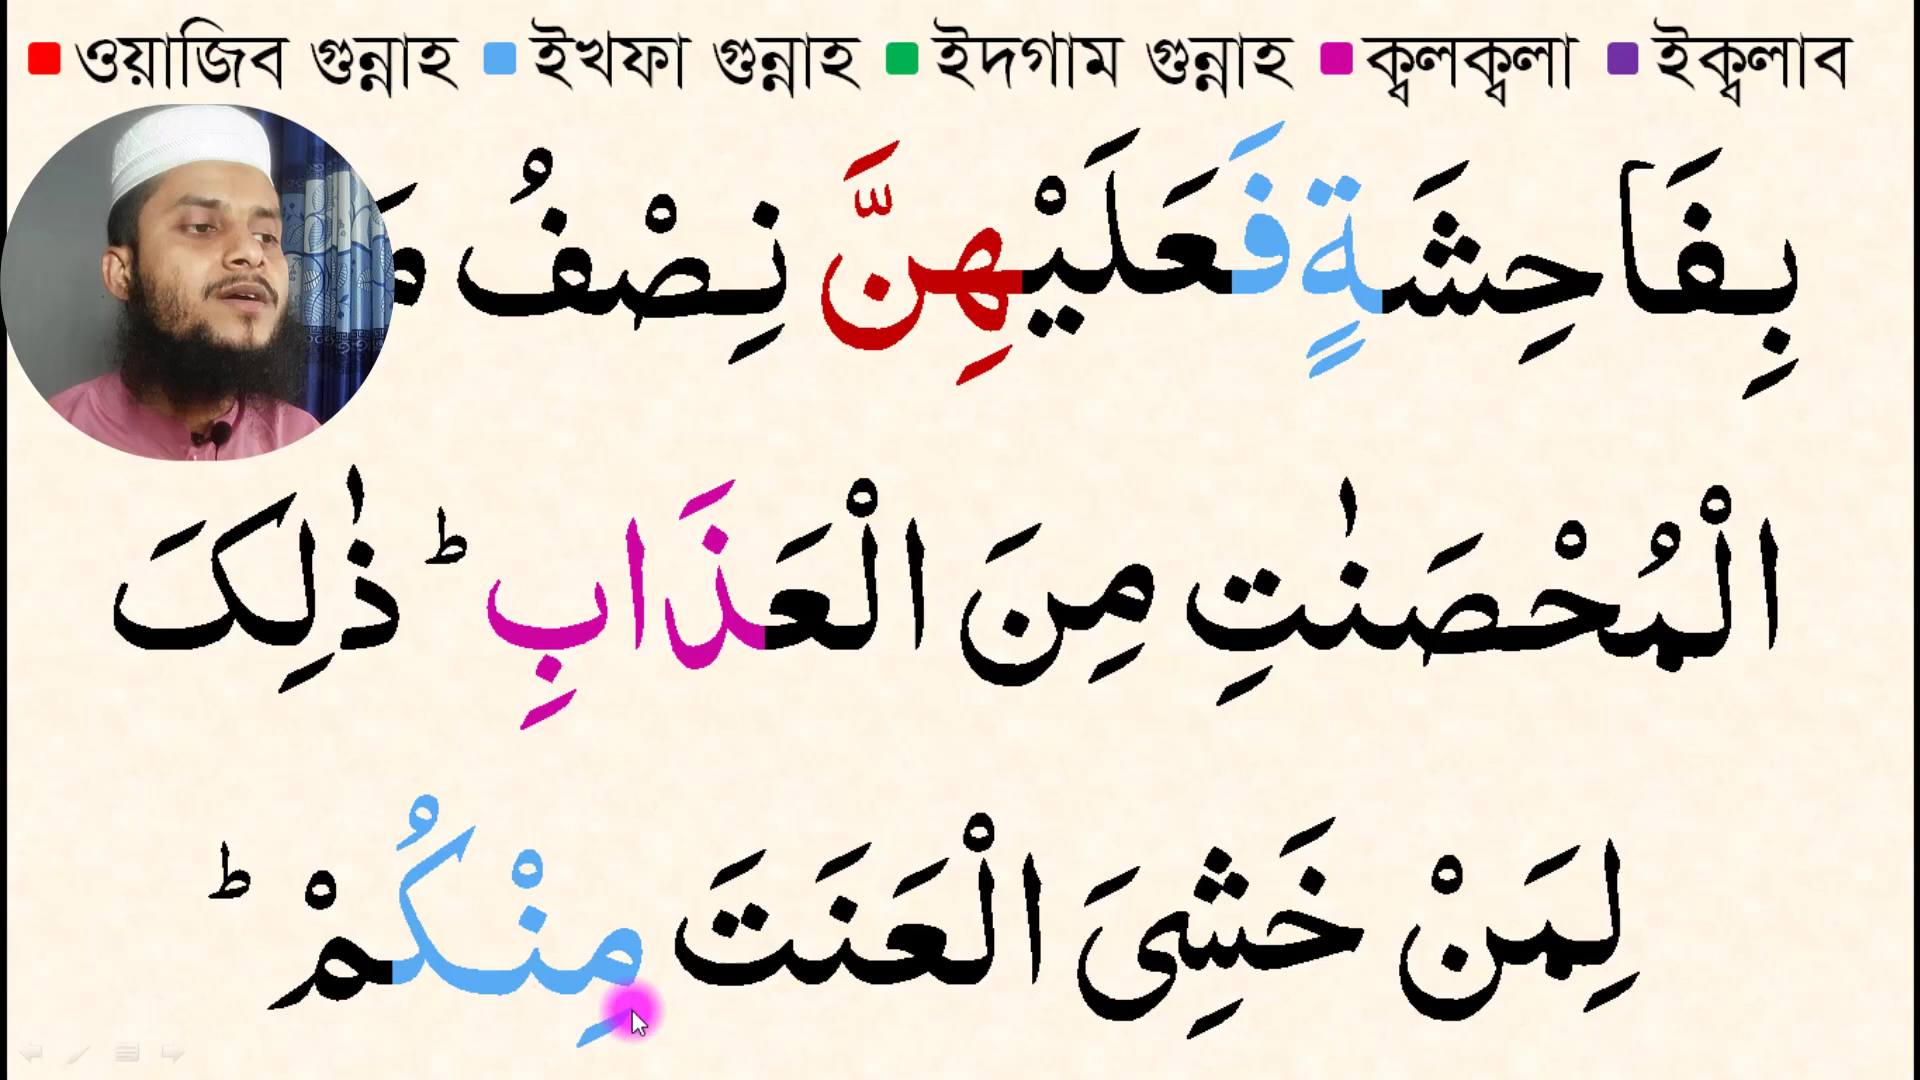 ওয়াজিব গুন্নাহ ইখফা গুন্নাহ ইদগাম গুন্নাহ ক্বলক্বলা ইক্বলাব
بِفَاحِشَةٍ فَعَلَيْهِنَّ نِصْفُ
الْمُحْصَنٰتِ مِنَ الْعَذَابِ ؕ ذٰلِکَ
لِمَنْ خَشِیَ الْعَنَتَ مِنْكُمْ ؕ